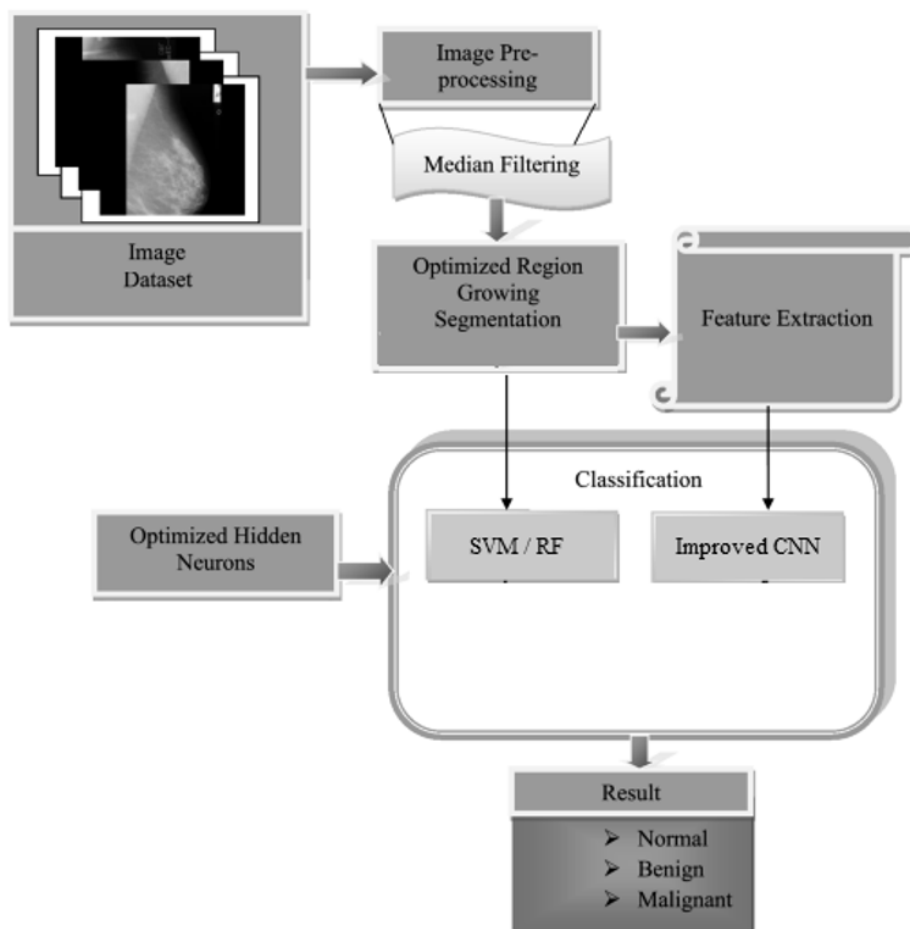 Image Pre-
processing
Median Filtering
Image
Dataset
Optimized Region
Growing
Segmentation
Feature Extraction
Classification
Optimized Hidden
Neurons
SVM / RF
Improved CNN
Result
➢ Normal
➢ Benign
➢ Malignant